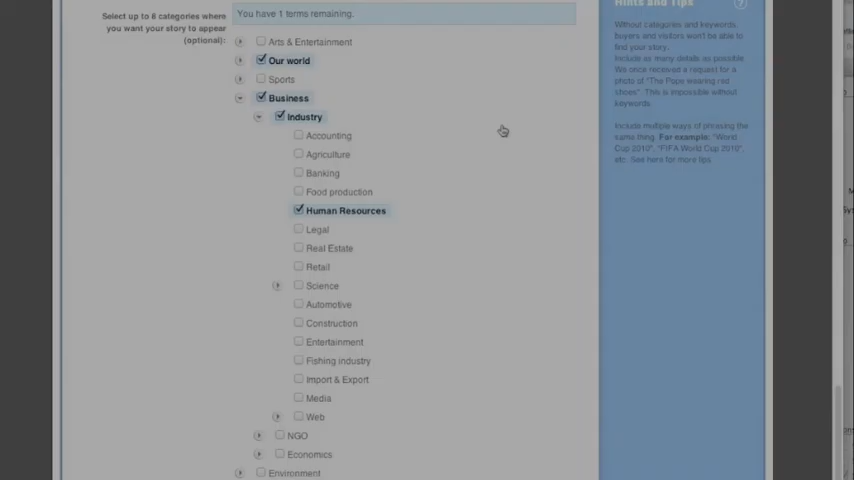 Select up to 6 categories where
you want your story to appear
(optional):
You have 1 terms remaining.
Arts & Entertainment
Our world
Sports
Business
Industry
Accounting
Agriculture
Banking
Food production
Human Resources
Legal
Real Estate
Retail
Science
Automotive
Construction
Entertainment
Fishing industry
Import & Export
Media
Web
NGO
Economics
Environment
Hints and Tips
Without categories and keywords,
buyers and visitors won't be able to
find your story.
Include as many details as possible.
We once recieved a request for a
photo of "The Pope wearing red
shoes". This is impossible without
keywords.
Include multiple ways of phrasing the
same thing. For example: "World
Cup 2010", "FIFA World Cup 2010",
etc. See here for more tips.